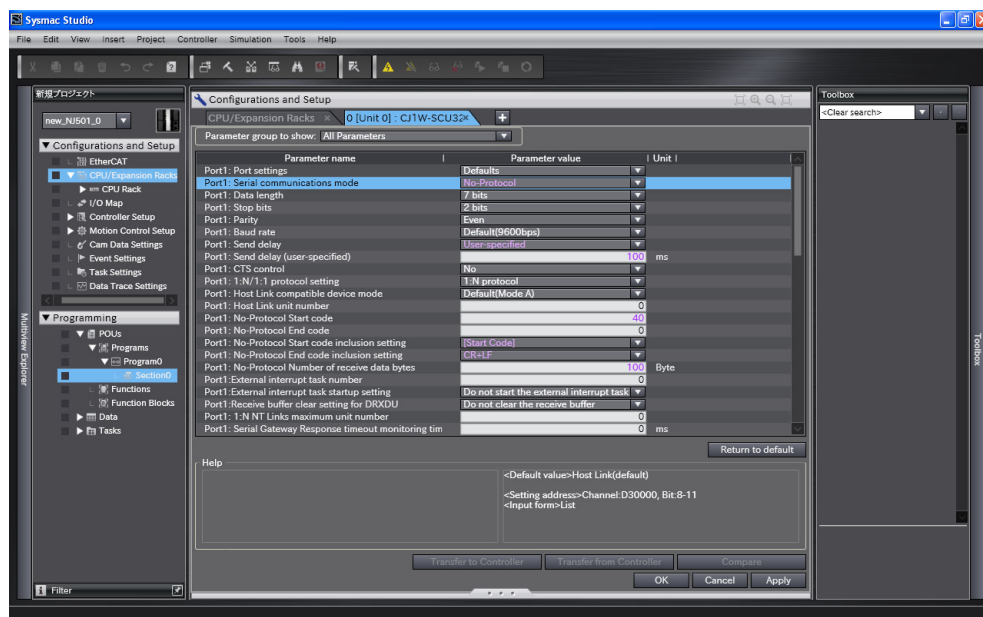 Sysmac Studio
File Edit View Insert Project Controller Simulation Tools Help
新規プロジェクト
new_NJ501_0
Configurations and Setup
EtherCAT
CPU/Expansion Racks
CPU Rack
I/O Map
Controller Setup
Motion Control Setup
Cam Data Settings
Event Settings
Task Settings
Data Trace Settings
Programming
POUs
Programs
Program0
Section0
Functions
Function Blocks
Data
Tasks
Filter
Multiview Explorer
Configurations and Setup
CPU/Expansion Racks 0 [Unit 0] : CJ1W-SCU32
Parameter group to show: All Parameters
Parameter name Parameter value Unit
Port1: Port settings Defaults
Port1: Serial communications mode No-Protocol
Port1: Data length 7 bits
Port1: Stop bits 2 bits
Port1: Parity Even
Port1: Baud rate Default(9600bps)
Port1: Send delay User-specified
Port1: Send delay (user-specified) 100 ms
Port1: CTS control No
Port1: 1:N/1:1 protocol setting 1:N protocol
Port1: Host Link compatible device mode Default(Mode A)
Port1: Host Link unit number 0
Port1: No-Protocol Start code 40
Port1: No-Protocol End code 0
Port1: No-Protocol Start code inclusion setting [Start Code]
Port1: No-Protocol End code inclusion setting CR+LF
Port1: No-Protocol Number of receive data bytes 100 Byte
Port1:External interrupt task number 0
Port1:External interrupt task startup setting Do not start the external interrupt task
Port1:Receive buffer clear setting for DRXDU Do not clear the receive buffer
Port1: 1:N NT Links maximum unit number 0
Port1: Serial Gateway Response timeout monitoring tim 0 ms
Return to default
Help
<Default value>Host Link(default)
<Setting address>Channel:D30000, Bit:8-11
<Input form>List
Transfer to Controller Transfer from Controller Compare
OK Cancel Apply
Toolbox
<Clear search>
Toolbox